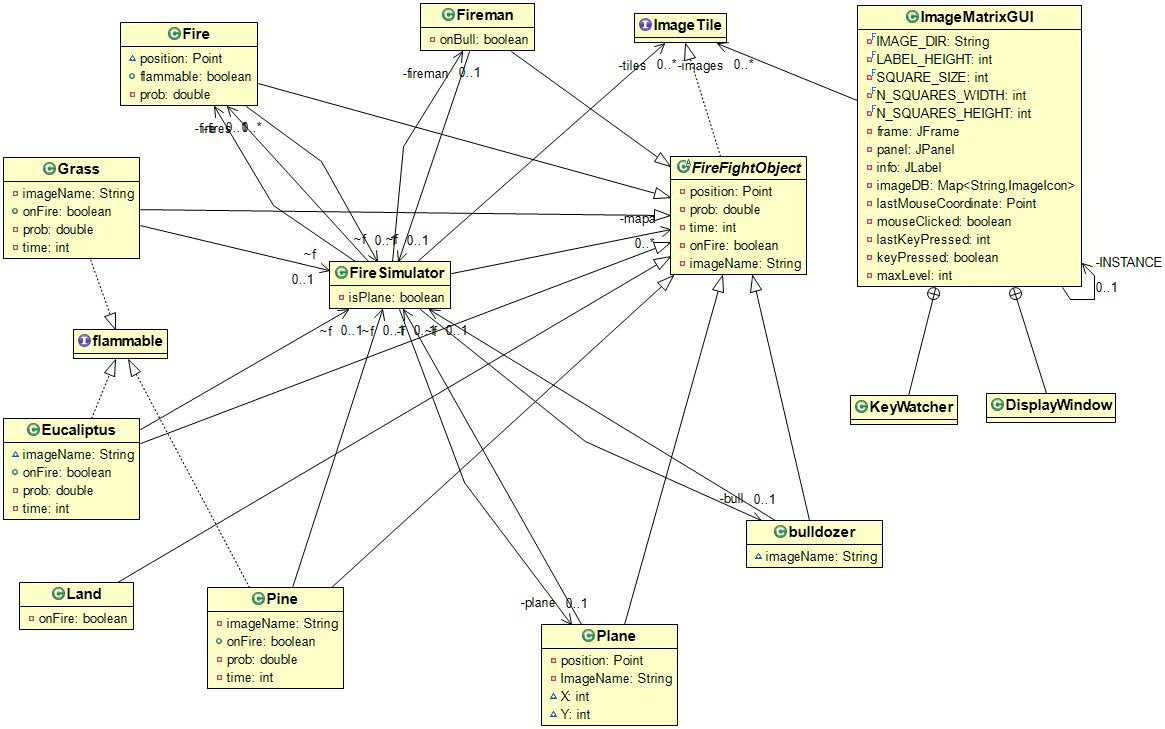 Fire
position: Point
flammable: boolean
prob: double
Fireman
onBull: boolean
ImageTile
ImageMatrixGUI
IMAGE_DIR: String
LABEL_HEIGHT: int
SQUARE_SIZE: int
N_SQUARES_WIDTH: int
N_SQUARES_HEIGHT: int
frame: JFrame
panel: JPanel
info: JLabel
imageDB: Map<String,ImageIcon>
lastMouseCoordinate: Point
mouseClicked: boolean
lastKeyPressed: int
keyPressed: boolean
maxLevel: int
-fireman 0..1
-tiles 0..*
-images 0..*
-fires 0..*
Grass
imageName: String
onFire: boolean
prob: double
time: int
FireFightObject
position: Point
prob: double
time: int
onFire: boolean
imageName: String
-mapa
0..*
~f
0..1
~f 0..*
~f 0..1
FireSimulator
isPlane: boolean
-INSTANCE
0..1
flammable
~f 0..1
~f 0..1
0..1
KeyWatcher
DisplayWindow
Eucaliptus
imageName: String
onFire: boolean
prob: double
time: int
-bull 0..1
bulldozer
imageName: String
Land
onFire: boolean
Pine
imageName: String
onFire: boolean
prob: double
time: int
-plane 0..1
Plane
position: Point
ImageName: String
X: int
Y: int